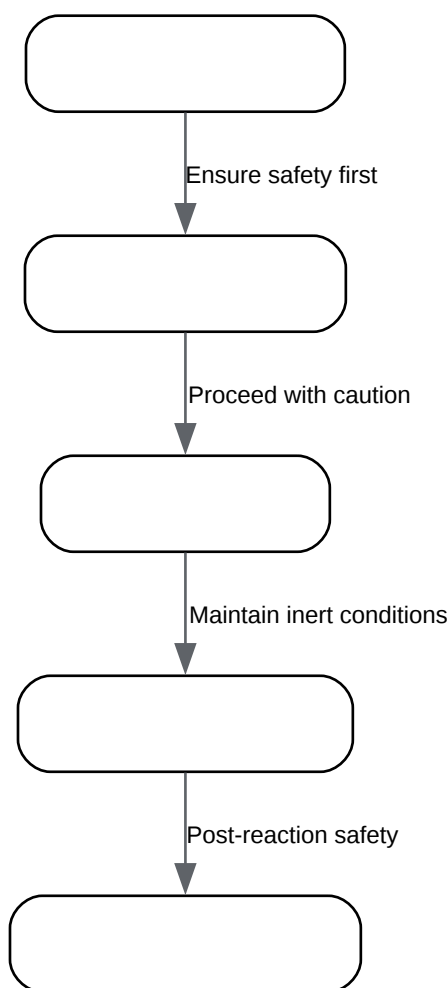 Ensure safety first
Proceed with caution
Maintain inert conditions
Post-reaction safety